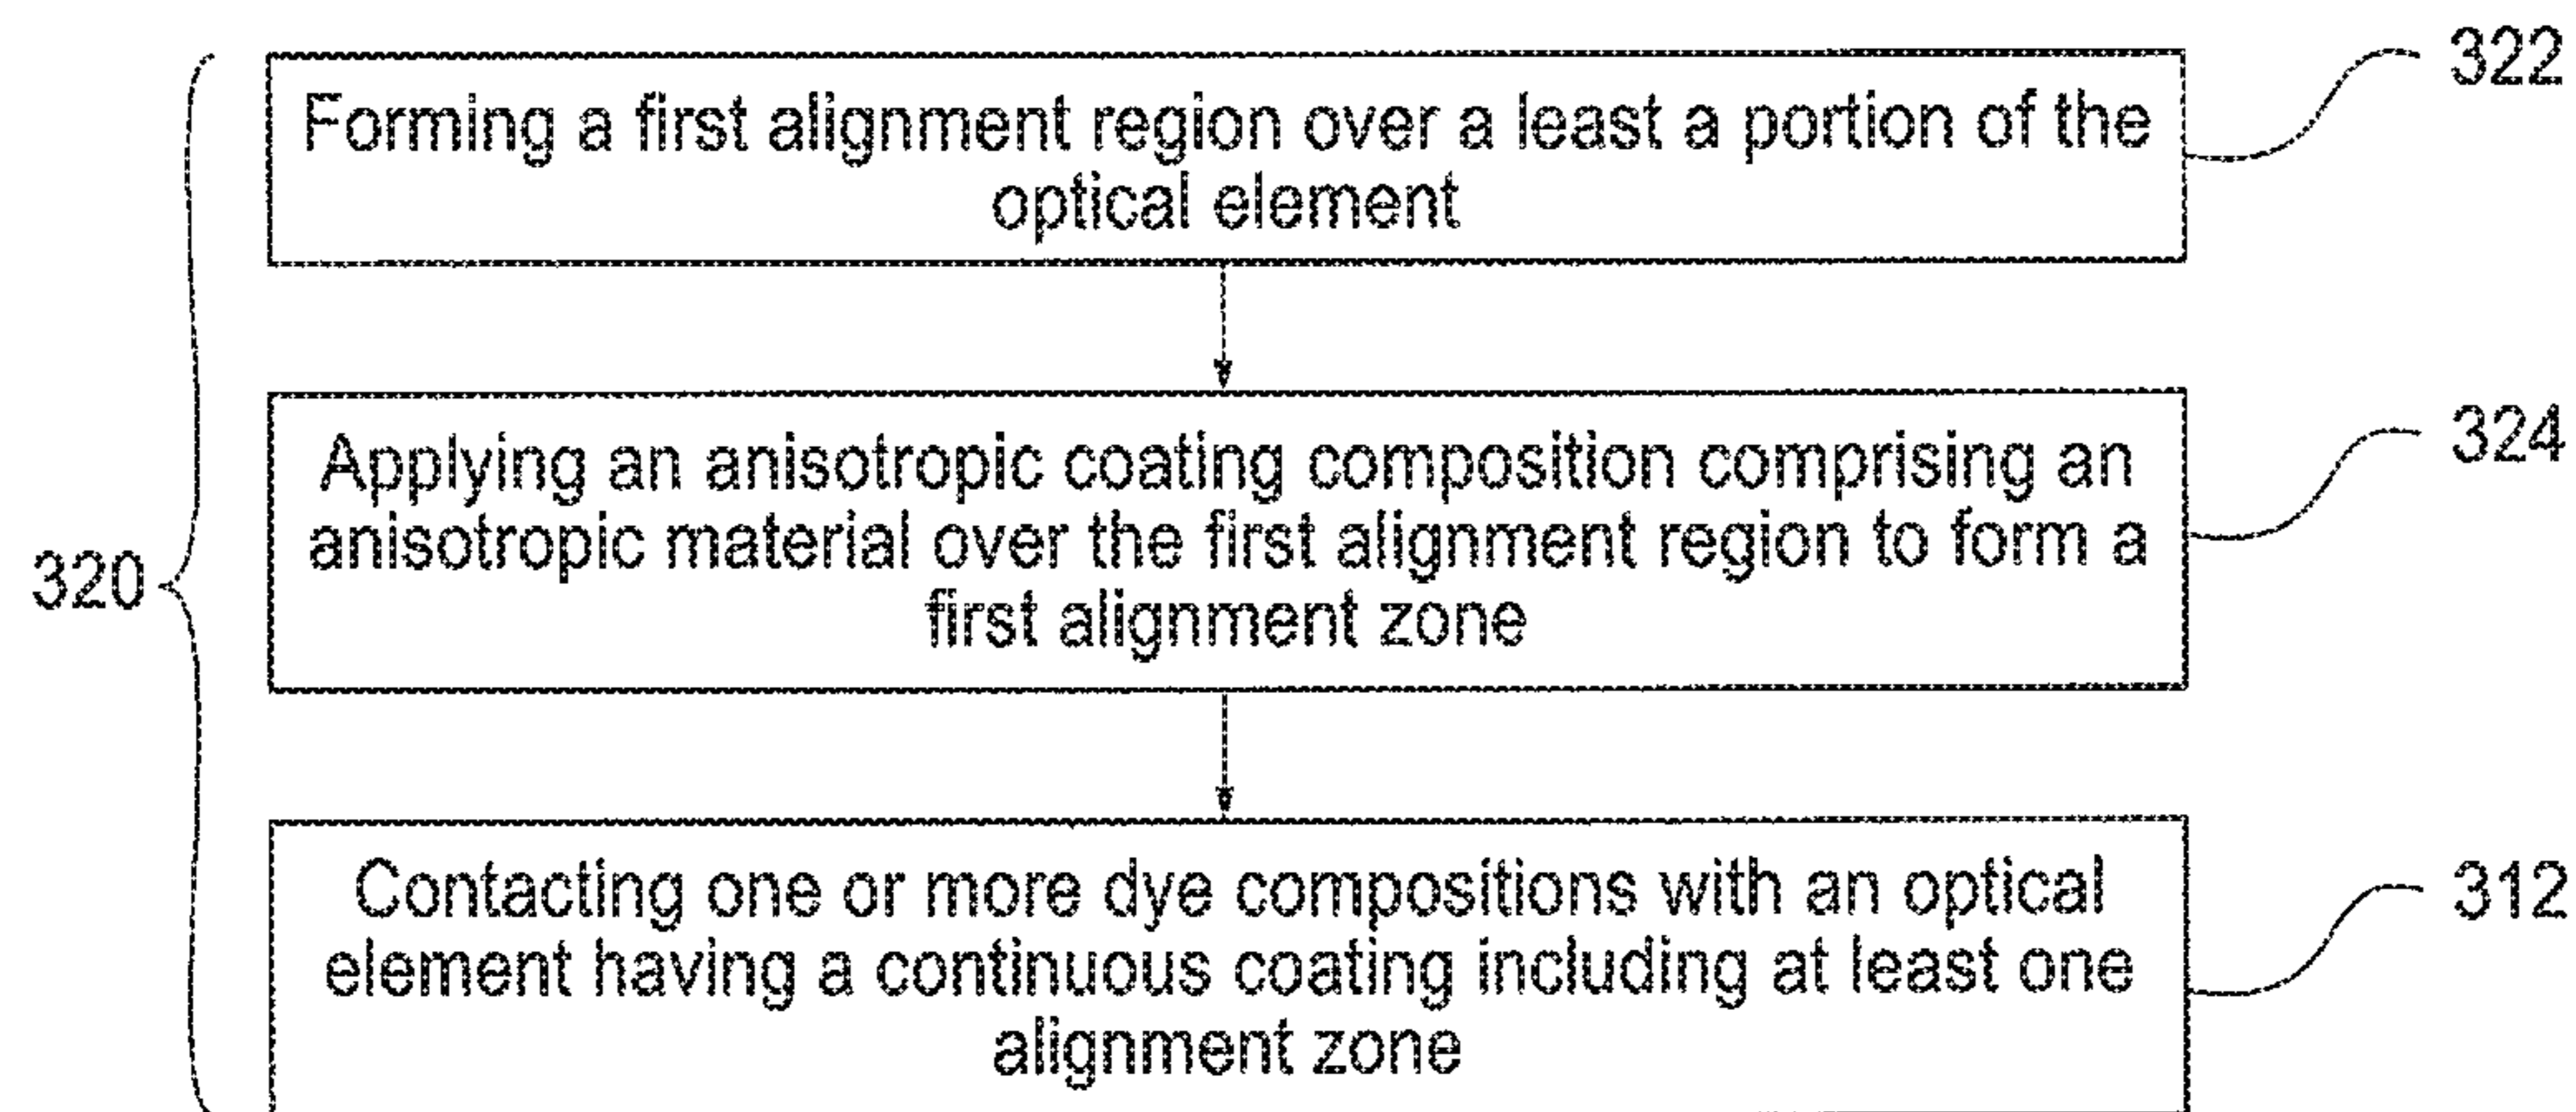 322
Forming a first alignment region over a least a portion of the
optical element
324
Applying an anisotropic coating composition comprising an
anisotropic material over the first alignment region to form a
first alignment zone
320
312
Contacting one or more dye compositions with an optical
element having a continuous coating including at least one
alignment zone